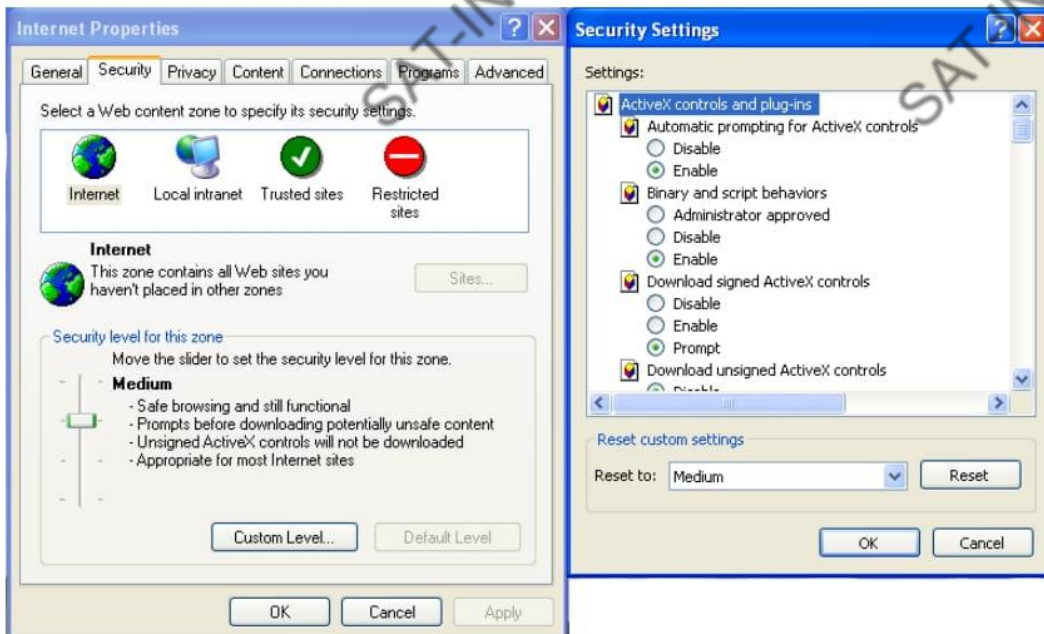 Internet Properties
General Security Privacy Content Connections Programs Advanced
Select a Web content zone to specify its security settings.
Internet Local intranet Trusted sites Restricted
sites
Internet
This zone contains all Web sites you
haven't placed in other zones
Sites...
Security level for this zone
Move the slider to set the security level for this zone.
Medium
- Safe browsing and still functional
- Prompts before downloading potentially unsafe content
- Unsigned ActiveX controls will not be downloaded
- Appropriate for most Internet sites
Custom Level... Default Level
OK Cancel Apply
SAT-IN
Security Settings
Settings:
ActiveX controls and plug-ins
Automatic prompting for ActiveX controls
Disable
Enable
Binary and script behaviors
Administrator approved
Disable
Enable
Download signed ActiveX controls
Disable
Enable
Prompt
Download unsigned ActiveX controls
Disable
Reset custom settings
Reset to: Medium Reset
OK Cancel
SAT IN